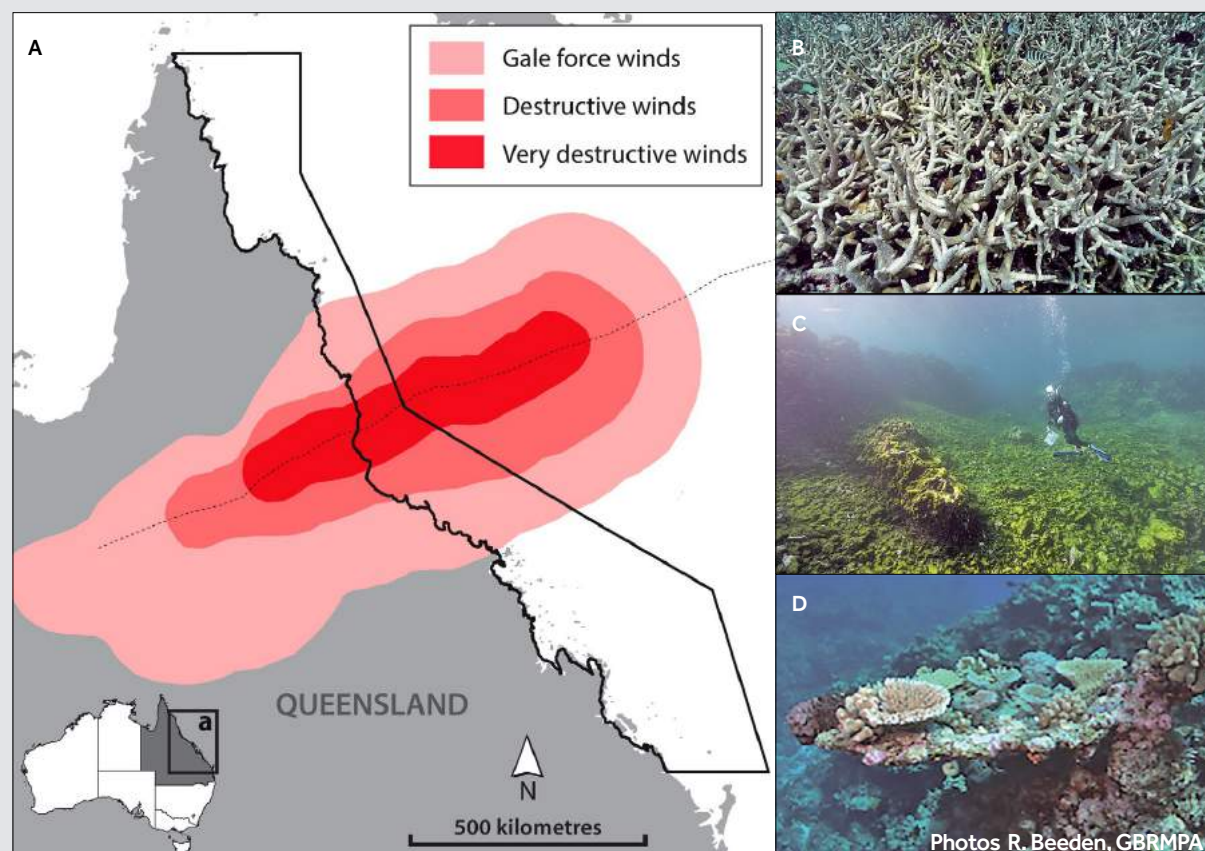 A
Gale force winds
Destructive winds
Very destructive winds
QUEENSLAND
a
N
500 kilometres
B
C
D
Photos R. Beeden, GBRMPA